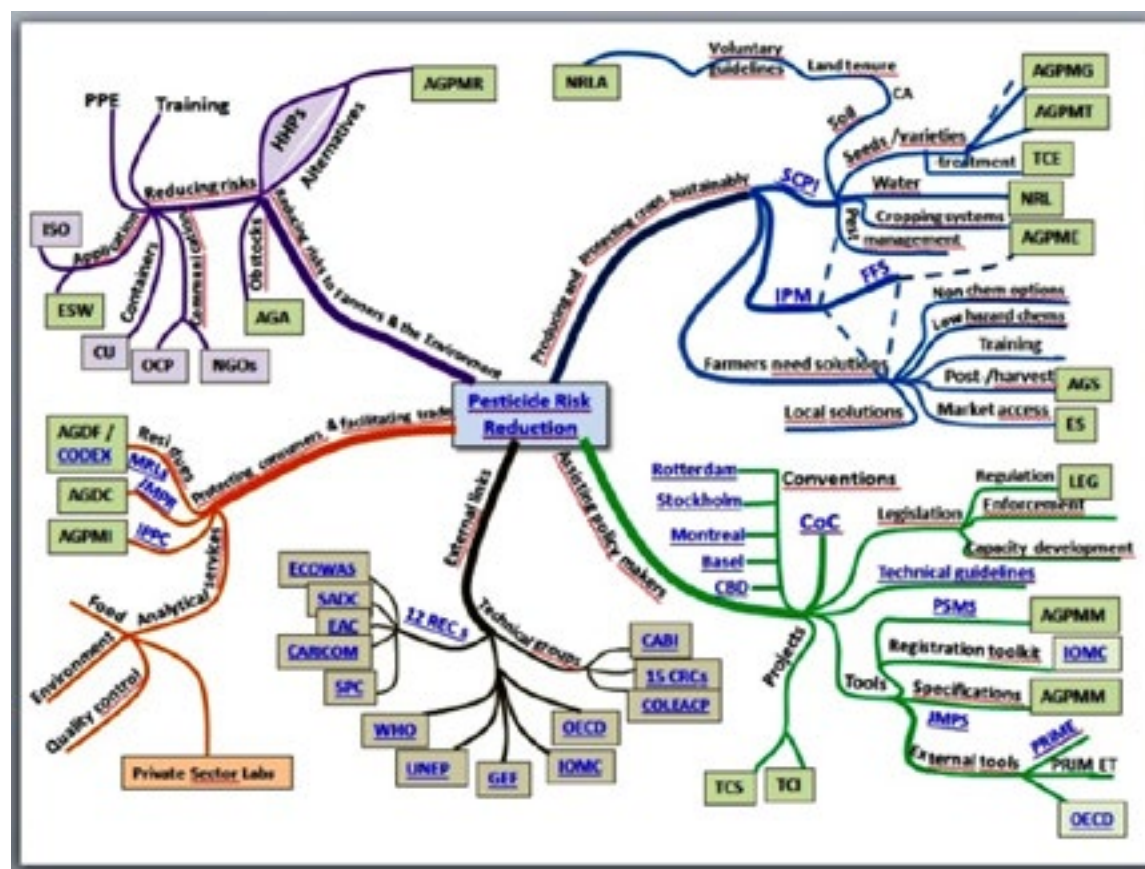 Pesticide Risk
Reduction
Reducing risks to Farmers & the Environment
Reducing risks
PPE
Training
Application
ISO
ESW
Containers
CU
OCP
NGOs
Obstocks
AGA
HHPs
Alternatives
AGPMR
Producing and protecting crops sustainably
SCPI
Soil
CA
Land tenure
Voluntary
guidelines
NRLA
Seeds /varieties
treatment
AGPMG
AGPMT
TCE
Water
NRL
Cropping systems
AGPME
Pest
management
IPM
FFS
Farmers need solutions
Non chem options
Low hazard chems
Training
Post-/harvest
AGS
Market access
ES
Local solutions
Protecting consumers & facilitating trade
Residues
MRLs
JMPR
IPPC
AGDF /
CODEX
AGDC
AGPMI
Analytical services
Food
Environment
Quality control
Private Sector Labs
External links
12 REC s
ECOWAS
SADC
EAC
CARICOM
SPC
Technical groups
CABI
15 CRCs
COLEACP
WHO
UNEP
GEF
IOMC
OECD
Assisting policy makers
Conventions
Rotterdam
Stockholm
Montreal
Basel
CBD
CoC
Legislation
Regulation
LEG
Enforcement
Capacity development
Technical guidelines
Projects
TCS
TCI
Tools
PSMS
AGPMM
Registration toolkit
IOMC
Specifications
AGPMM
JMPS
External tools
PRIME
PRIM ET
OECD